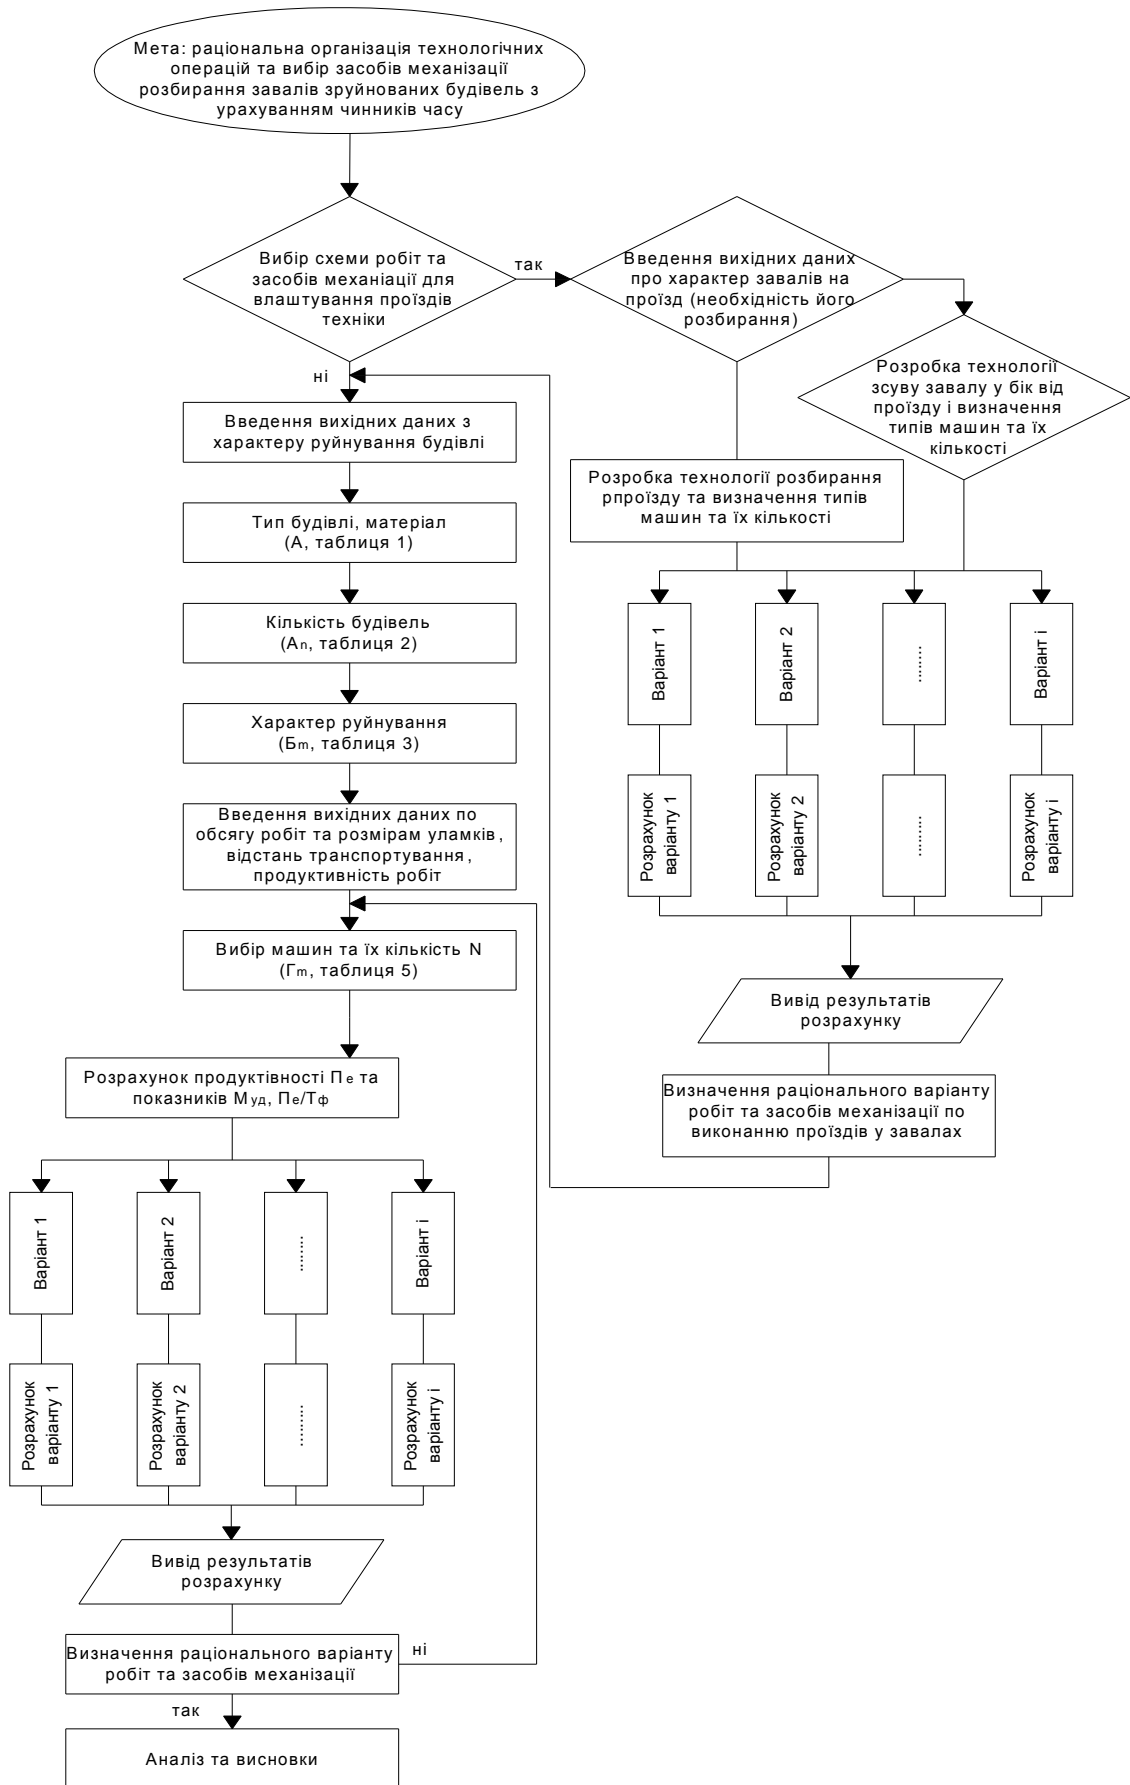 Мета: раціональна організація технологічних
операцій та вибір засобів механізації
розбирання завалів зруйнованих будівель з
урахуванням чинників часу
Вибір схеми робіт та
засобів механіації для
влаштування проїздів
техніки
так
ні
Введення вихідних даних
про характер завалів на
проїзд (необхідність його
розбирання)
Розробка технології
зсуву завалу у бік від
проїзду і визначення
типів машин та їх
кількості
Розробка технології розбирання
рпроїзду та визначення типів
машин та їх кількості
Варіант 1
Варіант 2
.........
Варіант і
Розрахунок
варіанту 1
Розрахунок
варіанту 2
..........
Розрахунок
варіанту і
Вивід результатів
розрахунку
Визначення раціонального варіанту
робіт та засобів механізації по
виконанню проїздів у завалах
Введення вихідних даних з
характеру руйнування будівлі
Тип будівлі, матеріал
(А, таблиця 1)
Кількість будівель
(Аn, таблиця 2)
Характер руйнування
(Бm, таблиця 3)
Введення вихідних даних по
обсягу робіт та розмірам уламків,
відстань транспортування,
продуктивність робіт
Вибір машин та їх кількість N
(Гm, таблиця 5)
Розрахунок продуктівності Пе та
показників Муд, Пе/Тф
Варіант 1
Варіант 2
.........
Варіант і
Розрахунок
варіанту 1
Розрахунок
варіанту 2
..........
Розрахунок
варіанту і
Вивід результатів
розрахунку
Визначення раціонального варіанту
робіт та засобів механізації
ні
так
Аналіз та висновки